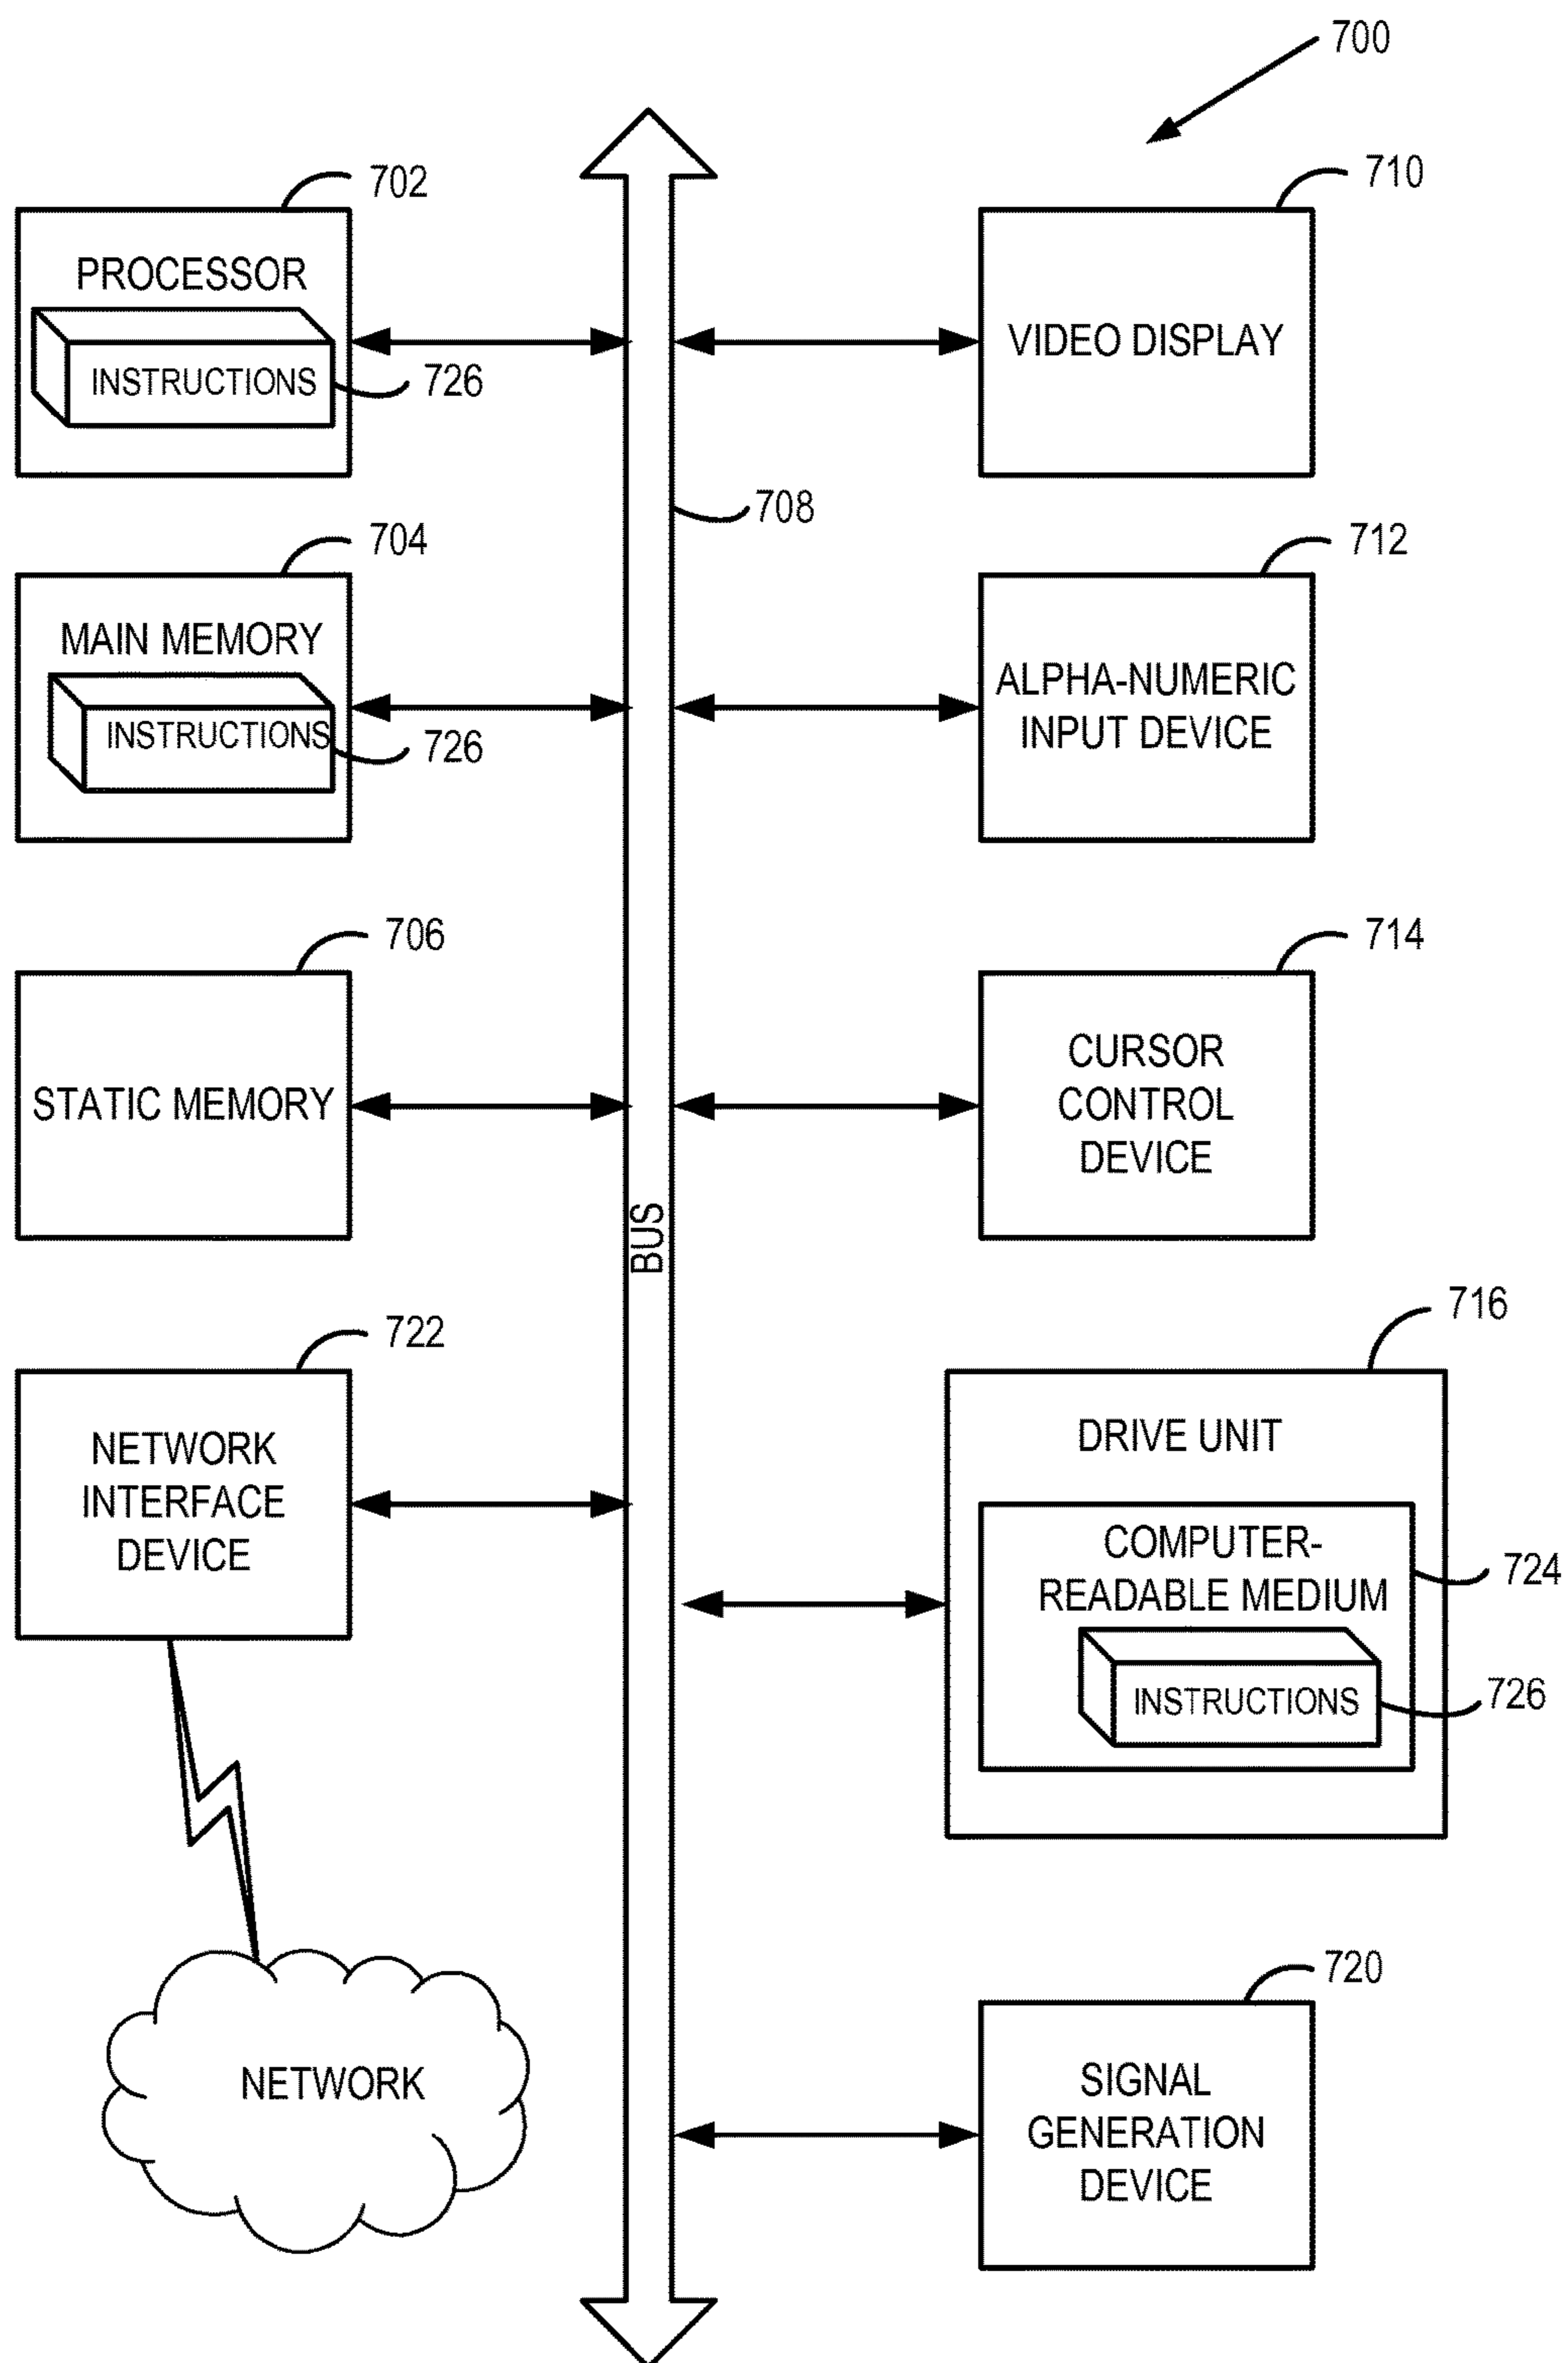 700
702
PROCESSOR
INSTRUCTIONS
726
704
MAIN MEMORY
INSTRUCTIONS
726
706
STATIC MEMORY
722
NETWORK
INTERFACE
DEVICE
NETWORK
BUS
708
710
VIDEO DISPLAY
712
ALPHA-NUMERIC
INPUT DEVICE
714
CURSOR
CONTROL
DEVICE
716
DRIVE UNIT
COMPUTER-
READABLE MEDIUM
724
INSTRUCTIONS
726
720
SIGNAL
GENERATION
DEVICE